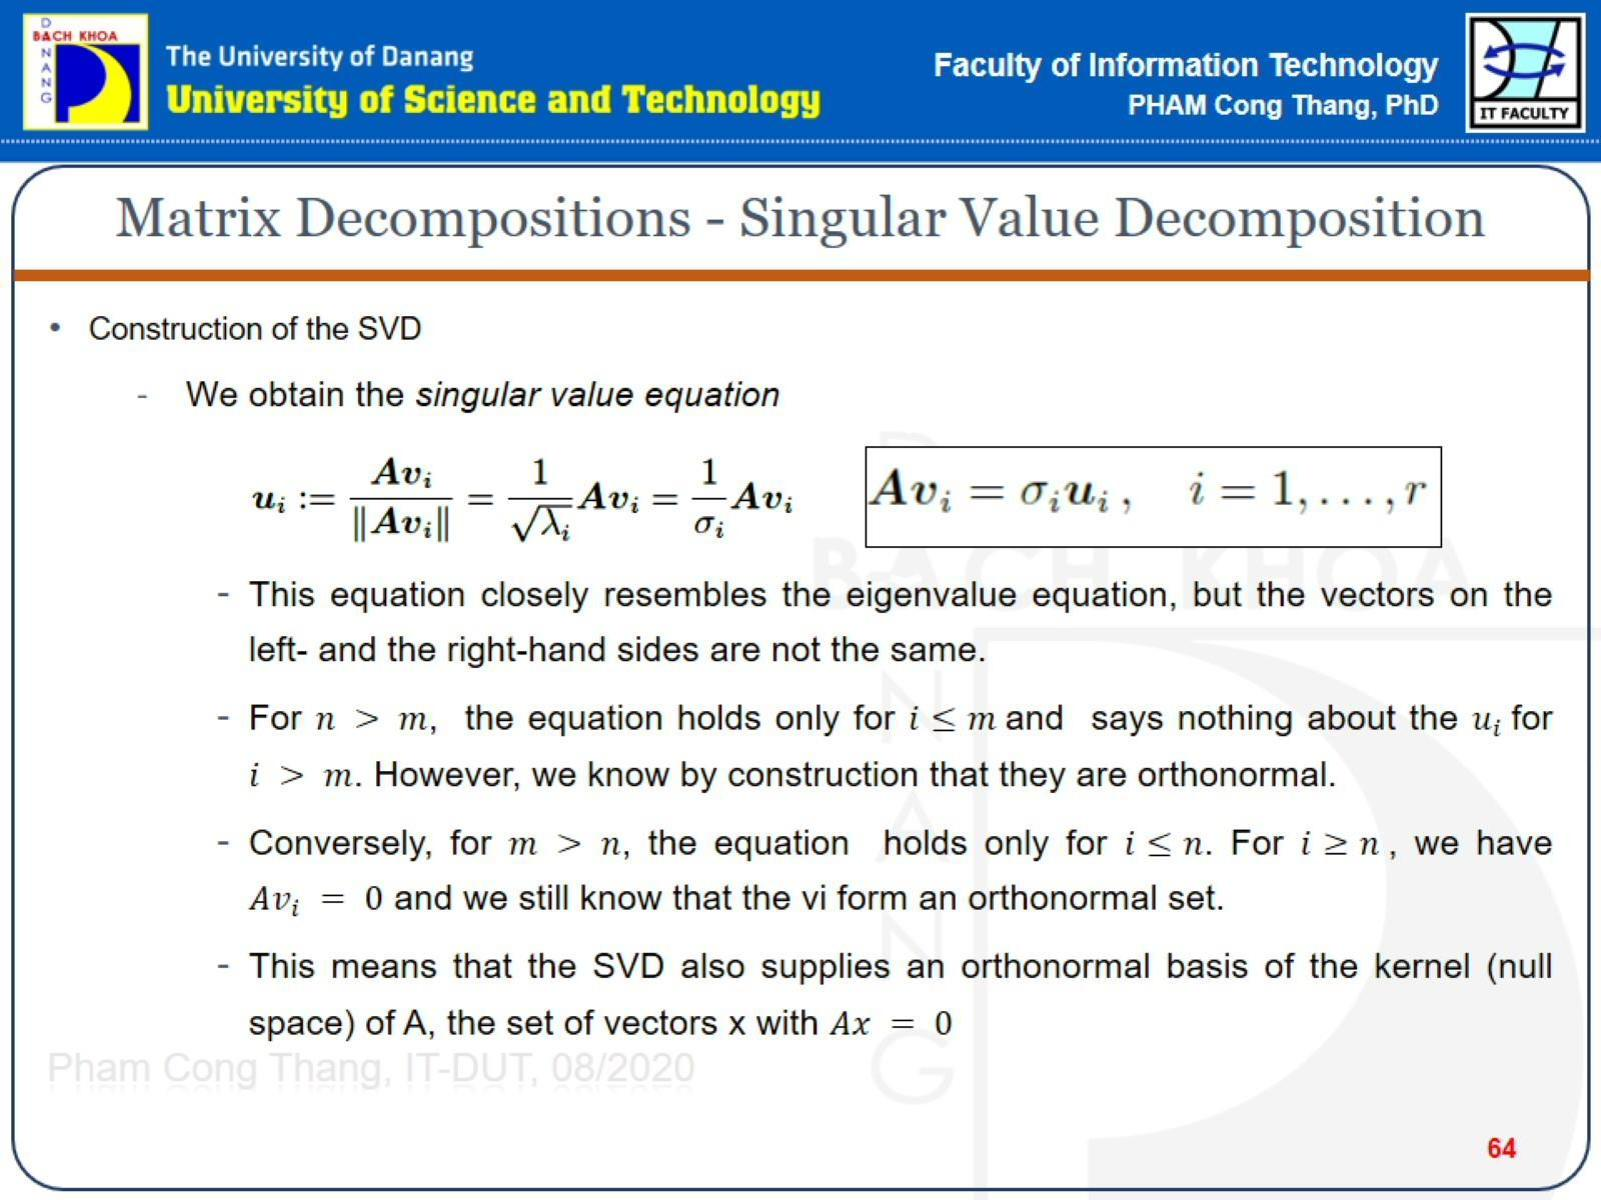 D
BACH KHOA
N
A
N
G
The University of Danang
University of Science and Technology
Faculty of Information Technology
PHAM Cong Thang, PhD
IT FACULTY
Matrix Decompositions - Singular Value Decomposition
• Construction of the SVD
- We obtain the singular value equation
u_i := Av_i / ‖Av_i‖ = 1/√λ_i Av_i = 1/σ_i Av_i
Av_i = σ_i u_i , i = 1, . . . , r
- This equation closely resembles the eigenvalue equation, but the vectors on the
left- and the right-hand sides are not the same.
- For n > m, the equation holds only for i ≤ m and says nothing about the u_i for
i > m. However, we know by construction that they are orthonormal.
- Conversely, for m > n, the equation holds only for i ≤ n. For i ≥ n , we have
Av_i = 0 and we still know that the vi form an orthonormal set.
- This means that the SVD also supplies an orthonormal basis of the kernel (null
space) of A, the set of vectors x with Ax = 0
Pham Cong Thang, IT-DUT, 08/2020
BACH KHOA
D
N
A
N
G
64